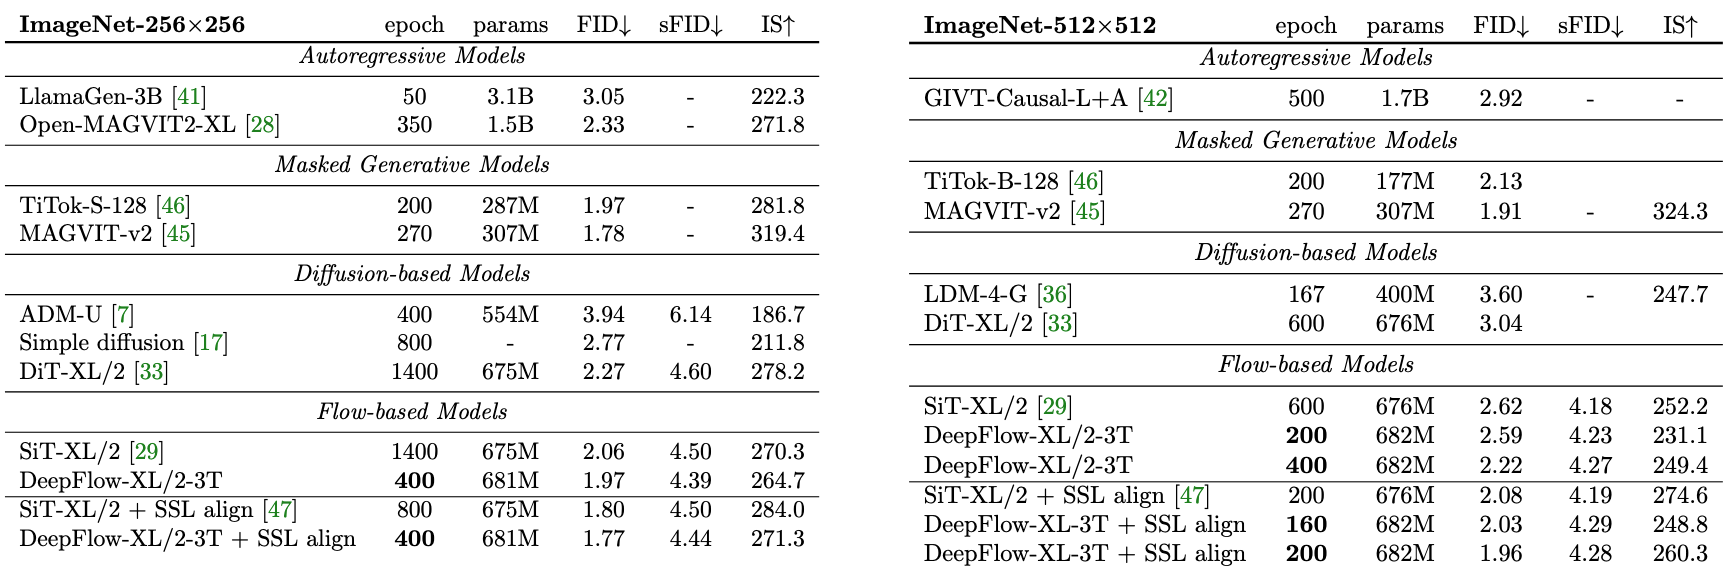 ImageNet-256×256 epoch params FID↓ sFID↓ IS↑
Autoregressive Models
LlamaGen-3B [41] 50 3.1B 3.05 - 222.3
Open-MAGVIT2-XL [28] 350 1.5B 2.33 - 271.8
Masked Generative Models
TiTok-S-128 [46] 200 287M 1.97 - 281.8
MAGVIT-v2 [45] 270 307M 1.78 - 319.4
Diffusion-based Models
ADM-U [7] 400 554M 3.94 6.14 186.7
Simple diffusion [17] 800 - 2.77 - 211.8
DiT-XL/2 [33] 1400 675M 2.27 4.60 278.2
Flow-based Models
SiT-XL/2 [29] 1400 675M 2.06 4.50 270.3
DeepFlow-XL/2-3T 400 681M 1.97 4.39 264.7
SiT-XL/2 + SSL align [47] 800 675M 1.80 4.50 284.0
DeepFlow-XL/2-3T + SSL align 400 681M 1.77 4.44 271.3
ImageNet-512×512 epoch params FID↓ sFID↓ IS↑
Autoregressive Models
GIVT-Causal-L+A [42] 500 1.7B 2.92 - -
Masked Generative Models
TiTok-B-128 [46] 200 177M 2.13
MAGVIT-v2 [45] 270 307M 1.91 - 324.3
Diffusion-based Models
LDM-4-G [36] 167 400M 3.60 - 247.7
DiT-XL/2 [33] 600 676M 3.04
Flow-based Models
SiT-XL/2 [29] 600 676M 2.62 4.18 252.2
DeepFlow-XL/2-3T 200 682M 2.59 4.23 231.1
DeepFlow-XL/2-3T 400 682M 2.22 4.27 249.4
SiT-XL/2 + SSL align [47] 200 676M 2.08 4.19 274.6
DeepFlow-XL-3T + SSL align 160 682M 2.03 4.29 248.8
DeepFlow-XL-3T + SSL align 200 682M 1.96 4.28 260.3